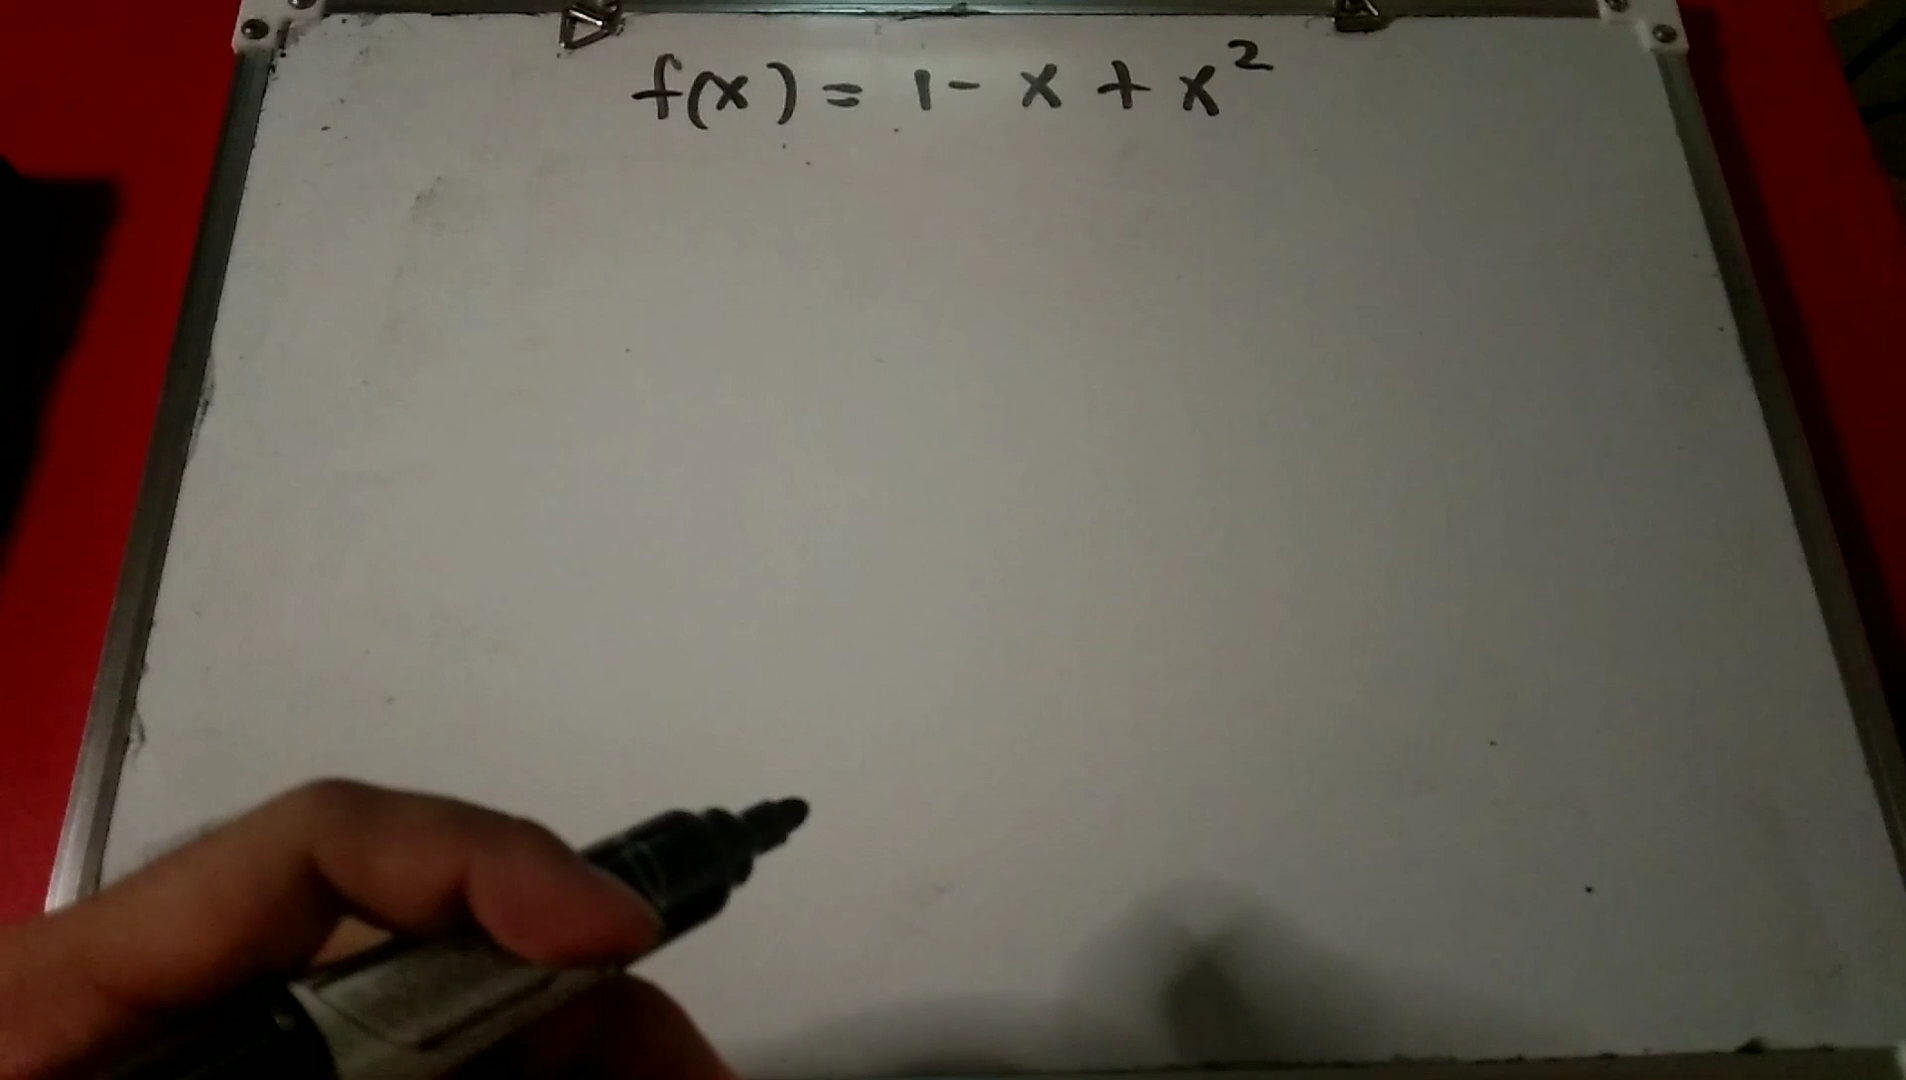 f(x) = 1 - x + x²